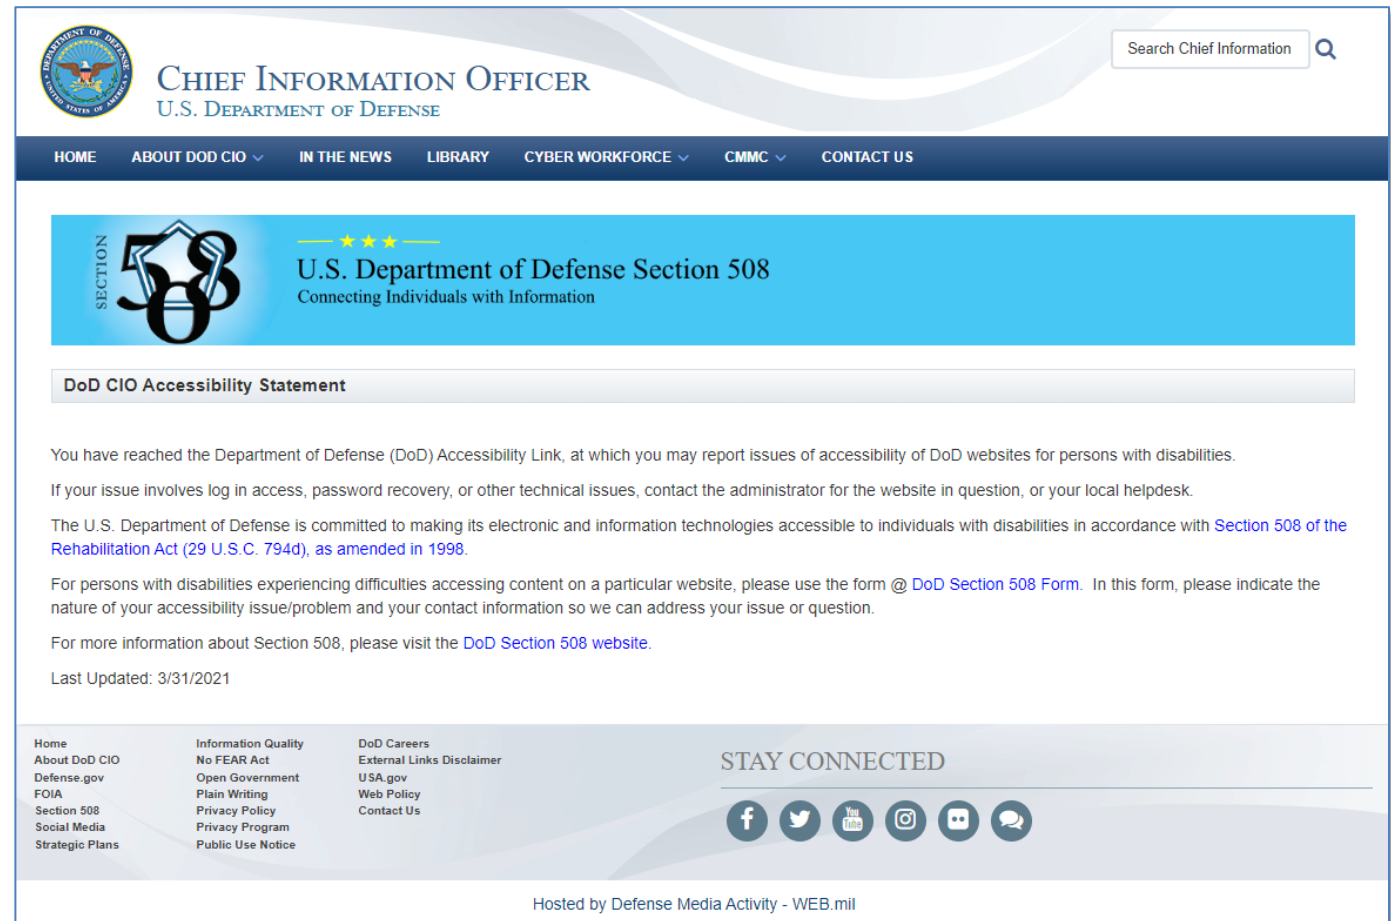 DEPARTMENT OF DEFENSE
UNITED STATES OF AMERICA
CHIEF INFORMATION OFFICER
U.S. DEPARTMENT OF DEFENSE
Search Chief Information
HOME ABOUT DOD CIO IN THE NEWS LIBRARY CYBER WORKFORCE CMMC CONTACT US
SECTION
508
U.S. Department of Defense Section 508
Connecting Individuals with Information
DoD CIO Accessibility Statement
You have reached the Department of Defense (DoD) Accessibility Link, at which you may report issues of accessibility of DoD websites for persons with disabilities.
If your issue involves log in access, password recovery, or other technical issues, contact the administrator for the website in question, or your local helpdesk.
The U.S. Department of Defense is committed to making its electronic and information technologies accessible to individuals with disabilities in accordance with Section 508 of the
Rehabilitation Act (29 U.S.C. 794d), as amended in 1998.
For persons with disabilities experiencing difficulties accessing content on a particular website, please use the form @ DoD Section 508 Form. In this form, please indicate the
nature of your accessibility issue/problem and your contact information so we can address your issue or question.
For more information about Section 508, please visit the DoD Section 508 website.
Last Updated: 3/31/2021
Home
About DoD CIO
Defense.gov
FOIA
Section 508
Social Media
Strategic Plans
Information Quality
No FEAR Act
Open Government
Plain Writing
Privacy Policy
Privacy Program
Public Use Notice
DoD Careers
External Links Disclaimer
USA.gov
Web Policy
Contact Us
STAY CONNECTED
You
Tube
Hosted by Defense Media Activity - WEB.mil